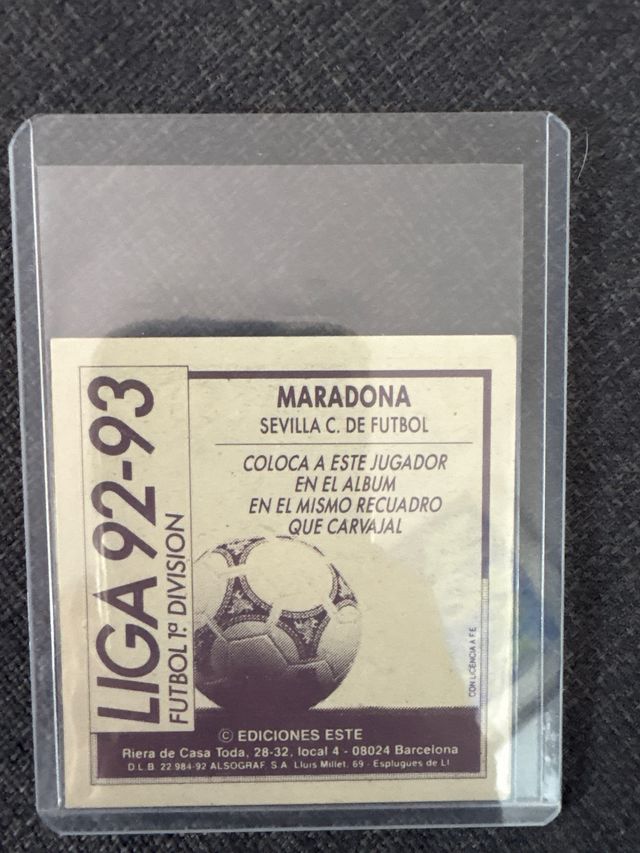 LIGA 92-93
FUTBOL 1ª DIVISION
MARADONA
SEVILLA C. DE FUTBOL
COLOCA A ESTE JUGADOR
EN EL ALBUM
EN EL MISMO RECUADRO
QUE CARVAJAL
CON LICENCIA A F E
© EDICIONES ESTE
Riera de Casa Toda, 28-32, local 4 - 08024 Barcelona
D.L.B. 22.984-92 ALSOGRAF, S.A. Lluis Millet, 69 - Esplugues de Ll